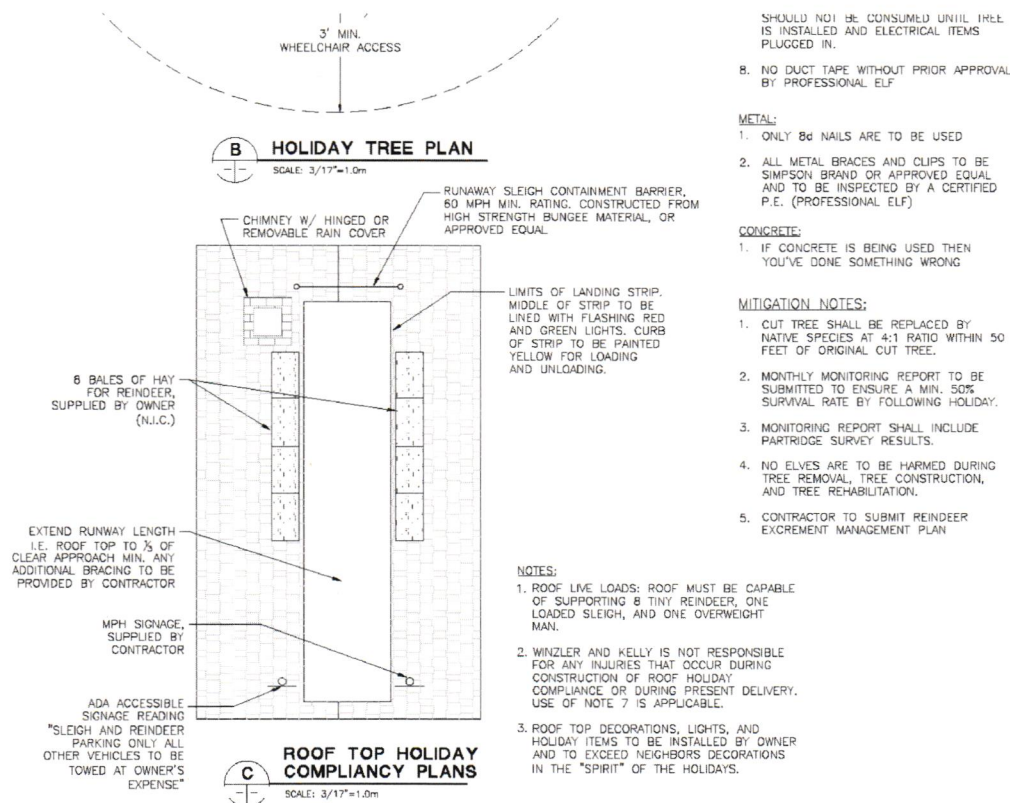 3' MIN.
WHEELCHAIR ACCESS
B
HOLIDAY TREE PLAN
SCALE: 3/17"=1.0m
RUNAWAY SLEIGH CONTAINMENT BARRIER,
60 MPH MIN. RATING. CONSTRUCTED FROM
HIGH STRENGTH BUNGEE MATERIAL, OR
APPROVED EQUAL
CHIMNEY W/ HINGED OR
REMOVABLE RAIN COVER
LIMITS OF LANDING STRIP.
MIDDLE OF STRIP TO BE
LINED WITH FLASHING RED
AND GREEN LIGHTS. CURB
OF STRIP TO BE PAINTED
YELLOW FOR LOADING
AND UNLOADING.
8 BALES OF HAY
FOR REINDEER,
SUPPLIED BY OWNER
(N.I.C.)
EXTEND RUNWAY LENGTH
I.E. ROOF TOP TO ⅓ OF
CLEAR APPROACH MIN. ANY
ADDITIONAL BRACING TO BE
PROVIDED BY CONTRACTOR
MPH SIGNAGE,
SUPPLIED BY
CONTRACTOR
ADA ACCESSIBLE
SIGNAGE READING
"SLEIGH AND REINDEER
PARKING ONLY ALL
OTHER VEHICLES TO BE
TOWED AT OWNER'S
EXPENSE"
C
ROOF TOP HOLIDAY
COMPLIANCY PLANS
SCALE: 3/17"=1.0m
NOTES:
1. ROOF LIVE LOADS: ROOF MUST BE CAPABLE
OF SUPPORTING 8 TINY REINDEER, ONE
LOADED SLEIGH, AND ONE OVERWEIGHT
MAN.
2. WINZLER AND KELLY IS NOT RESPONSIBLE
FOR ANY INJURIES THAT OCCUR DURING
CONSTRUCTION OF ROOF HOLIDAY
COMPLIANCE OR DURING PRESENT DELIVERY.
USE OF NOTE 7 IS APPLICABLE.
3. ROOF TOP DECORATIONS, LIGHTS, AND
HOLIDAY ITEMS TO BE INSTALLED BY OWNER
AND TO EXCEED NEIGHBORS DECORATIONS
IN THE "SPIRIT" OF THE HOLIDAYS.
SHOULD NOT BE CONSUMED UNTIL TREE
IS INSTALLED AND ELECTRICAL ITEMS
PLUGGED IN.
8. NO DUCT TAPE WITHOUT PRIOR APPROVAL
BY PROFESSIONAL ELF
METAL:
1. ONLY 8d NAILS ARE TO BE USED
2. ALL METAL BRACES AND CLIPS TO BE
SIMPSON BRAND OR APPROVED EQUAL
AND TO BE INSPECTED BY A CERTIFIED
P.E. (PROFESSIONAL ELF)
CONCRETE:
1. IF CONCRETE IS BEING USED THEN
YOU'VE DONE SOMETHING WRONG
MITIGATION NOTES:
1. CUT TREE SHALL BE REPLACED BY
NATIVE SPECIES AT 4:1 RATIO WITHIN 50
FEET OF ORIGINAL CUT TREE.
2. MONTHLY MONITORING REPORT TO BE
SUBMITTED TO ENSURE A MIN. 50%
SURVIVAL RATE BY FOLLOWING HOLIDAY.
3. MONITORING REPORT SHALL INCLUDE
PARTRIDGE SURVEY RESULTS.
4. NO ELVES ARE TO BE HARMED DURING
TREE REMOVAL, TREE CONSTRUCTION,
AND TREE REHABILITATION.
5. CONTRACTOR TO SUBMIT REINDEER
EXCREMENT MANAGEMENT PLAN